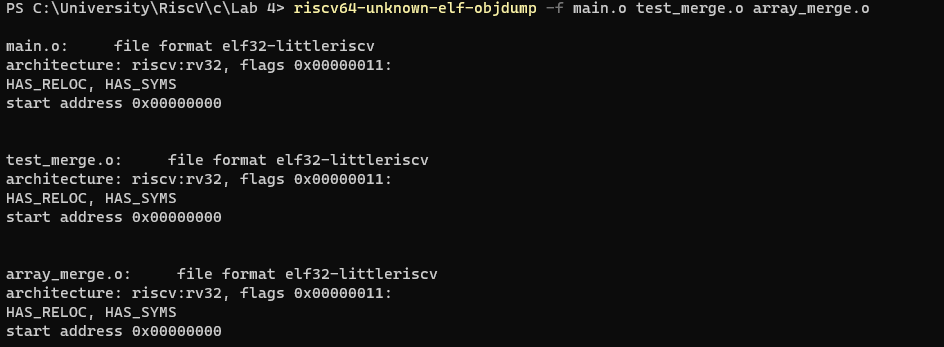 PS C:\University\RiscV\c\Lab 4> riscv64-unknown-elf-objdump -f main.o test_merge.o array_merge.o
main.o:     file format elf32-littleriscv
architecture: riscv:rv32, flags 0x00000011:
HAS_RELOC, HAS_SYMS
start address 0x00000000
test_merge.o:     file format elf32-littleriscv
architecture: riscv:rv32, flags 0x00000011:
HAS_RELOC, HAS_SYMS
start address 0x00000000
array_merge.o:     file format elf32-littleriscv
architecture: riscv:rv32, flags 0x00000011:
HAS_RELOC, HAS_SYMS
start address 0x00000000